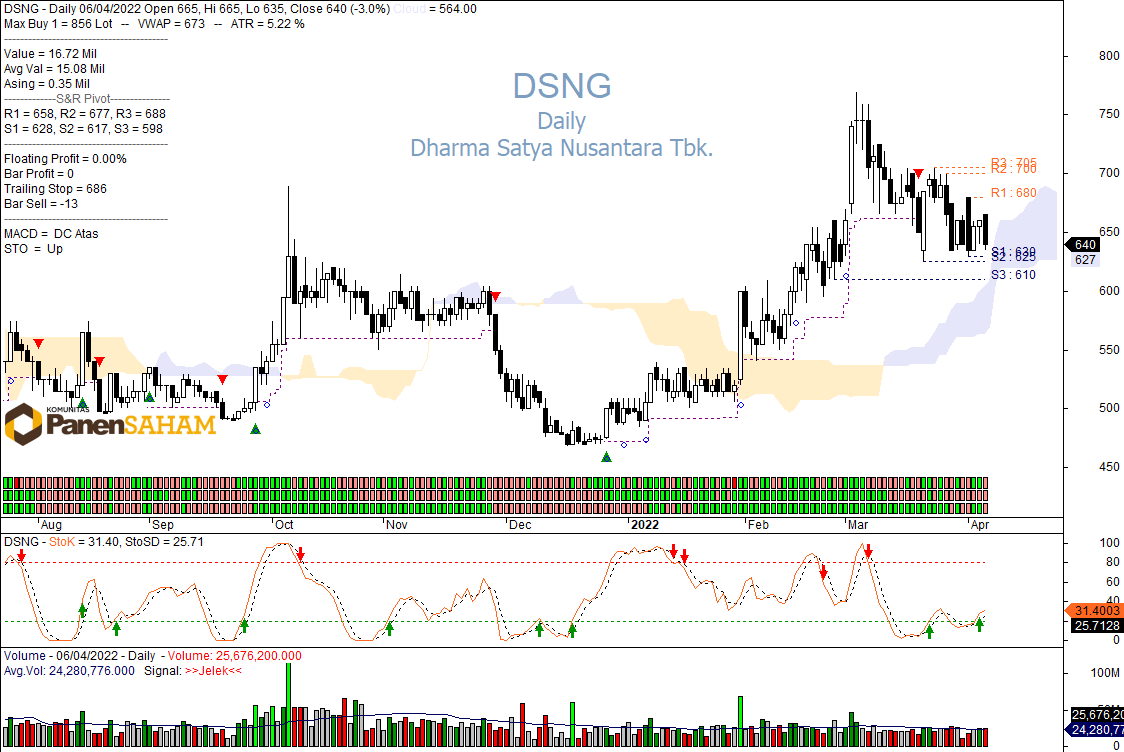 DSNG - Daily 06/04/2022 Open 665, Hi 665, Lo 635, Close 640 (-3.0%) Cloud = 564.00
Max Buy 1 = 856 Lot -- VWAP = 673 -- ATR = 5.22 %
Value = 16.72 Mil
Avg Val = 15.08 Mil
Asing = 0.35 Mil
-------------S&R Pivot---------------
R1 = 658, R2 = 677, R3 = 688
S1 = 628, S2 = 617, S3 = 598
Floating Profit = 0.00%
Bar Profit = 0
Trailing Stop = 686
Bar Sell = -13
MACD = DC Atas
STO = Up
DSNG
Daily
Dharma Satya Nusantara Tbk.
KOMUNITAS
PanenSAHAM
R3 : 705
R2 : 700
R1 : 680
S1 : 630
S2 : 625
S3 : 610
800
750
700
650
640
627
600
550
500
450
Aug Sep Oct Nov Dec 2022 Feb Mar Apr
DSNG - StoK = 31.40, StoSD = 25.71
100
80
60
40
31.4003
25.7128
0
Volume - 06/04/2022 - Daily - Volume: 25,676,200.000
Avg.Vol: 24,280,776.000 Signal: >>Jelek<<
100M
25,676,20
24,280,77
0